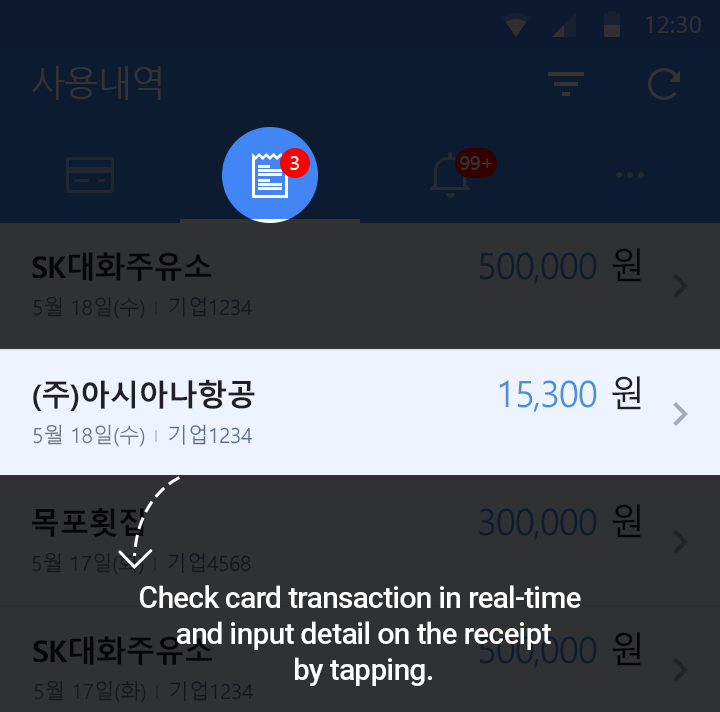 12:30
사용내역
3
99+
SK대화주유소 500,000 원
5월 18일(수) | 기업1234
(주)아시아나항공 15,300 원
5월 18일(수) | 기업1234
목포횟집 300,000 원
5월 17일(화) | 기업4568
Check card transaction in real-time
and input detail on the receipt
SK대화주유소 500,000 원
by tapping.
5월 17일(화) | 기업1234